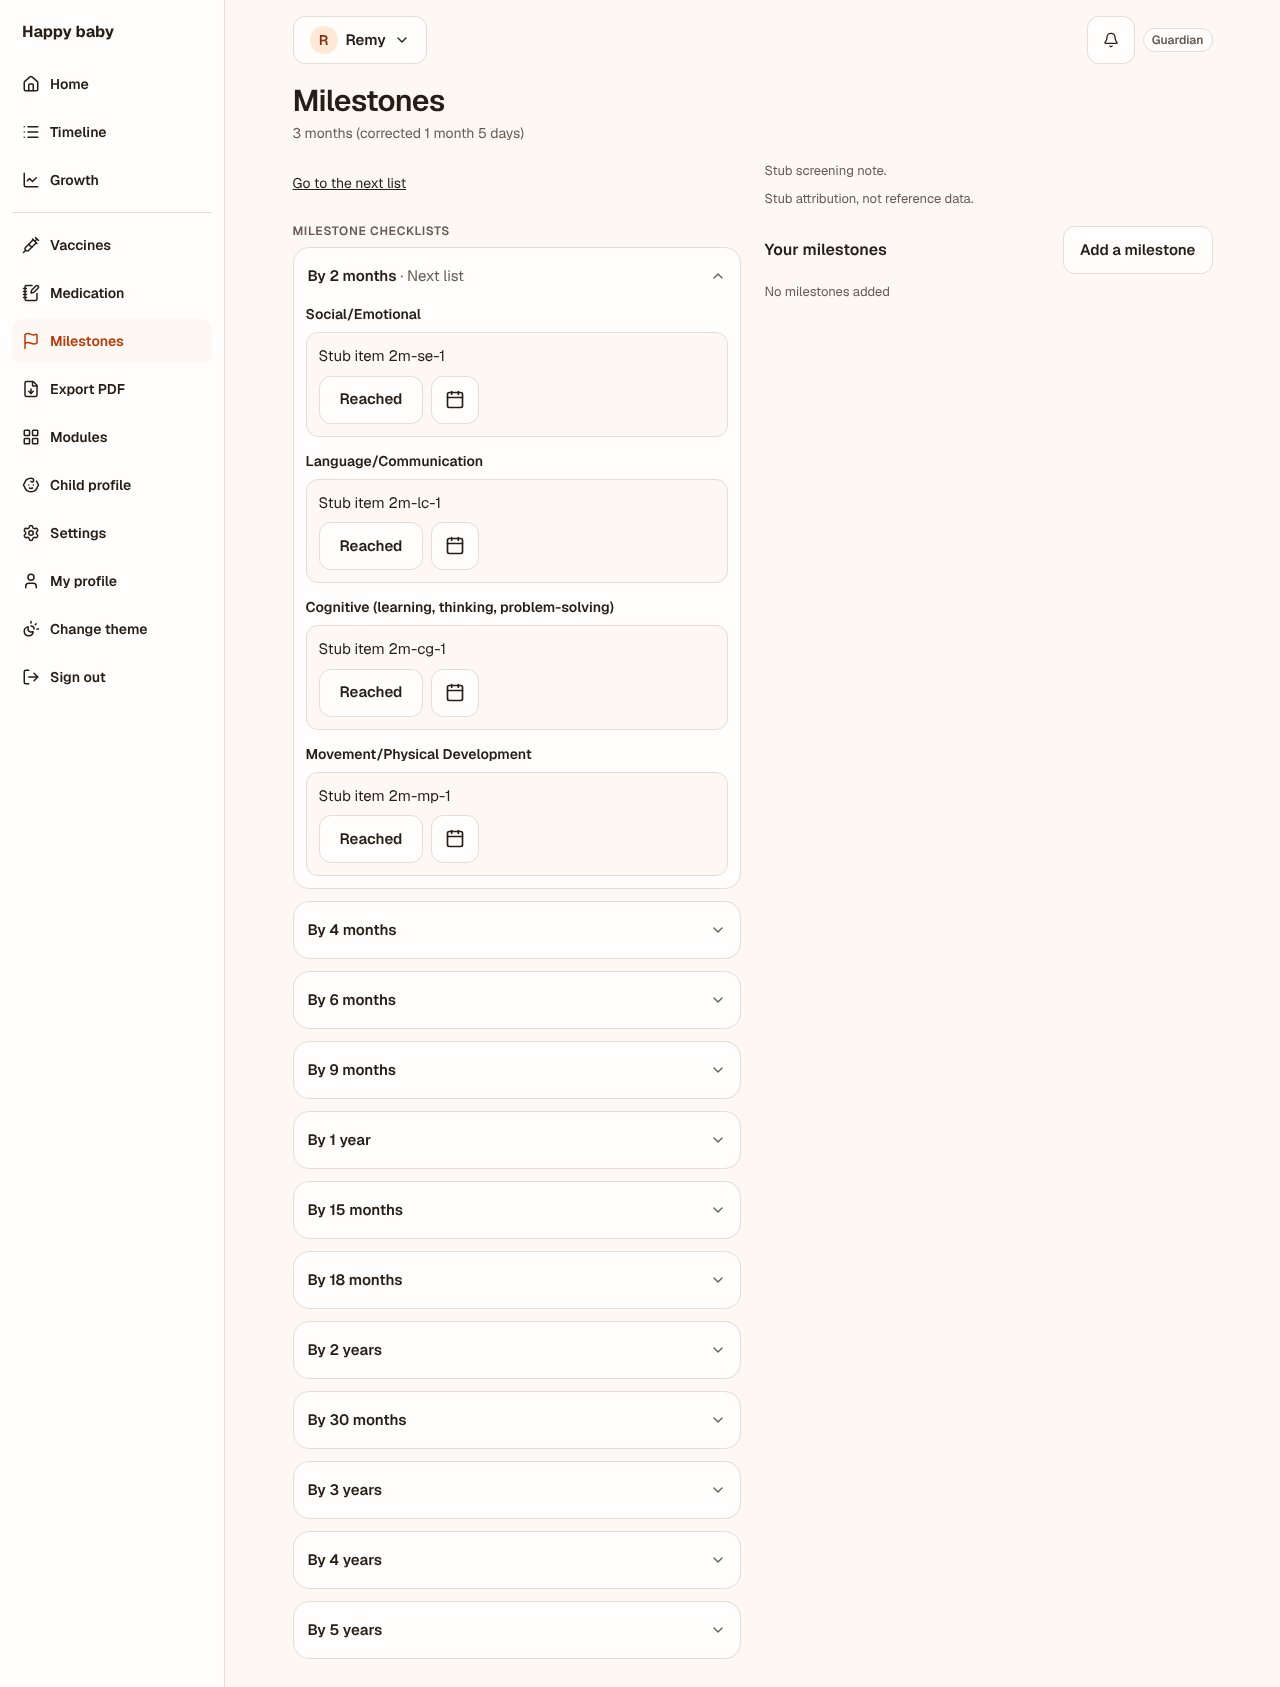 Happy baby
Home
Timeline
Growth
Vaccines
Medication
Milestones
Export PDF
Modules
Child profile
Settings
My profile
Change theme
Sign out
R Remy
Guardian
Milestones
3 months (corrected 1 month 5 days)
Go to the next list
MILESTONE CHECKLISTS
By 2 months · Next list
Social/Emotional
Stub item 2m-se-1
Reached
Language/Communication
Stub item 2m-lc-1
Reached
Cognitive (learning, thinking, problem-solving)
Stub item 2m-cg-1
Reached
Movement/Physical Development
Stub item 2m-mp-1
Reached
By 4 months
By 6 months
By 9 months
By 1 year
By 15 months
By 18 months
By 2 years
By 30 months
By 3 years
By 4 years
By 5 years
Stub screening note.
Stub attribution, not reference data.
Your milestones
Add a milestone
No milestones added